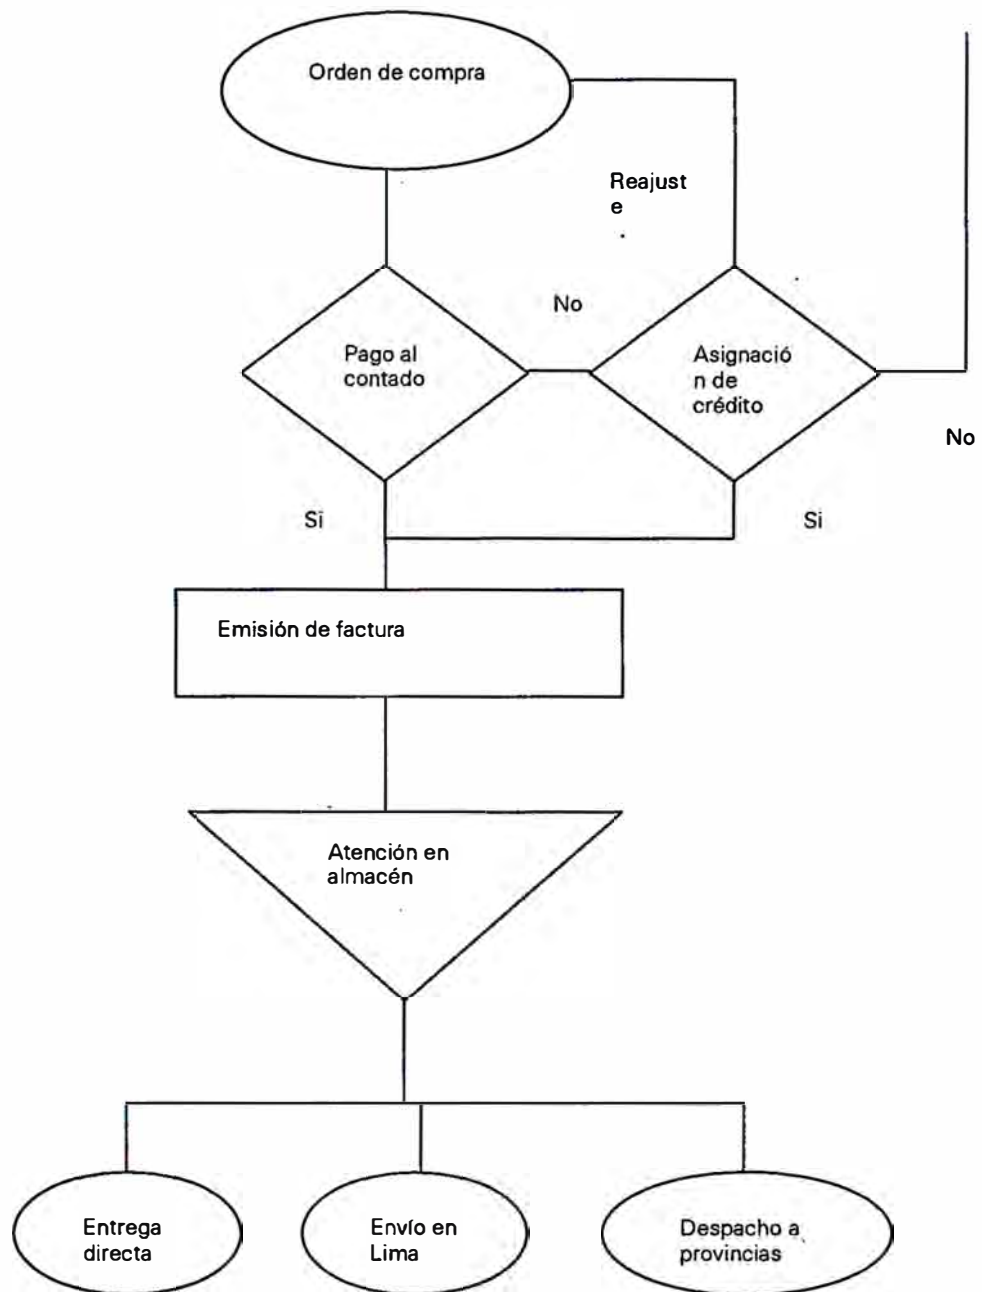 Orden de compra
Reajust
e
No
Pago al
contado
Asignació
n de
crédito
No
Si
Si
Emisión de factura
Atención en
almacén
Entrega
directa
Envío en
Lima
Despacho a
provincias